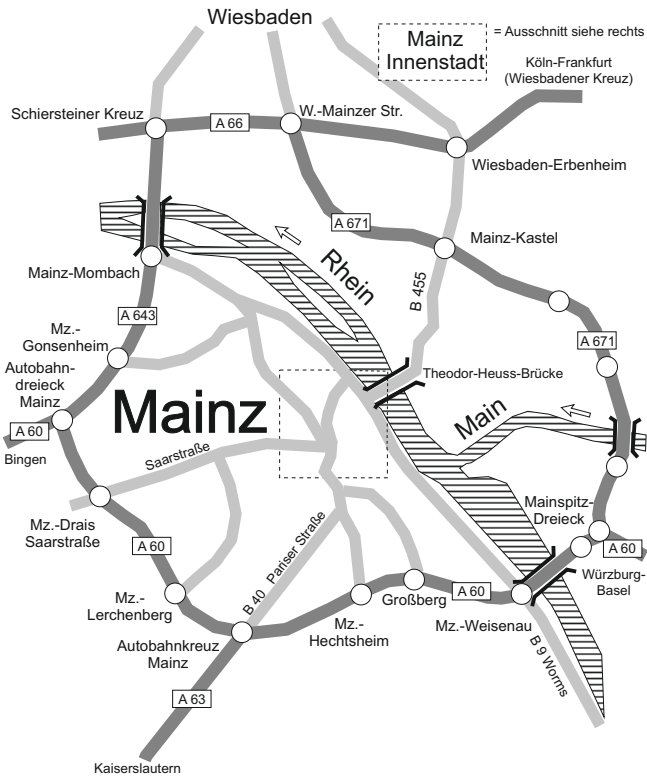 Wiesbaden
Mainz
Innenstadt
= Ausschnitt siehe rechts
Köln-Frankfurt
(Wiesbadener Kreuz)
Schiersteiner Kreuz
A 66
W.-Mainzer Str.
Wiesbaden-Erbenheim
A 671
Mainz-Kastel
Rhein
B 455
Mainz-Mombach
A 643
Mz.-
Gonsenheim
A 671
Autobahn-
dreieck
Mainz
Theodor-Heuss-Brücke
Mainz
Main
A 60
Bingen
Saarstraße
Mz.-Drais
Saarstraße
Mainspitz-
Dreieck
A 60
A 60
Würzburg-
Basel
B 40 Pariser Straße
Mz.-
Lerchenberg
Großberg
A 60
Mz.-
Hechtsheim
Mz.-Weisenau
Autobahnkreuz
Mainz
B 9 Worms
A 63
Kaiserslautern